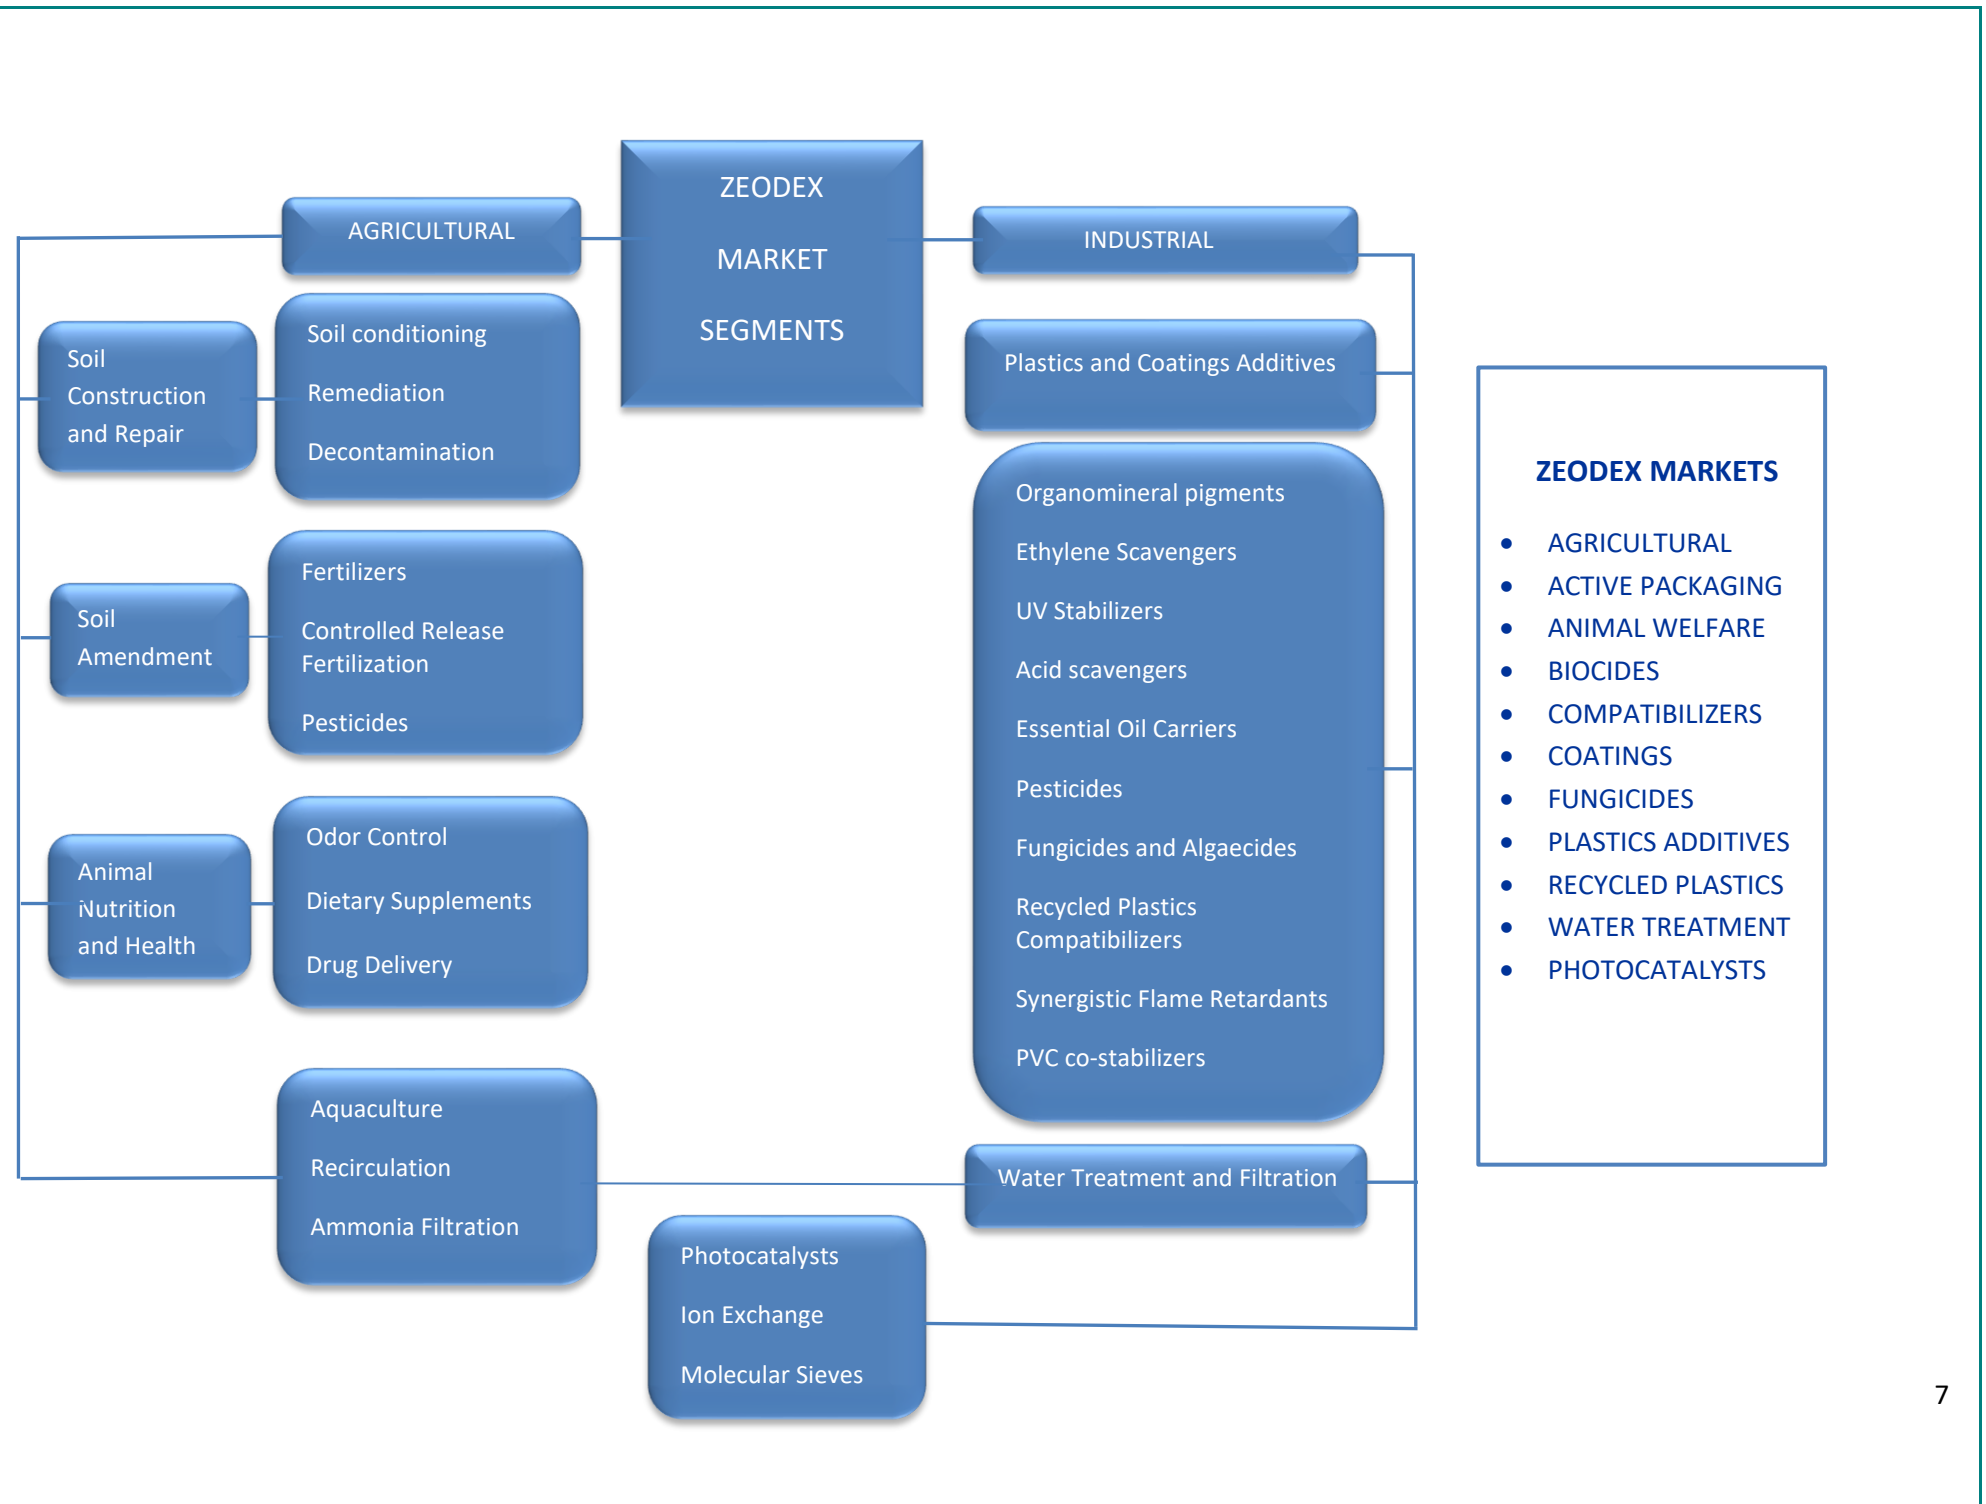 ZEODEX
MARKET
SEGMENTS
AGRICULTURAL
Soil
Construction
and Repair
Soil conditioning
Remediation
Decontamination
Soil
Amendment
Fertilizers
Controlled Release
Fertilization
Pesticides
Animal
Nutrition
and Health
Odor Control
Dietary Supplements
Drug Delivery
Aquaculture
Recirculation
Ammonia Filtration
INDUSTRIAL
Plastics and Coatings Additives
Organomineral pigments
Ethylene Scavengers
UV Stabilizers
Acid scavengers
Essential Oil Carriers
Pesticides
Fungicides and Algaecides
Recycled Plastics
Compatibilizers
Synergistic Flame Retardants
PVC co-stabilizers
Water Treatment and Filtration
Photocatalysts
Ion Exchange
Molecular Sieves
ZEODEX MARKETS
• AGRICULTURAL
• ACTIVE PACKAGING
• ANIMAL WELFARE
• BIOCIDES
• COMPATIBILIZERS
• COATINGS
• FUNGICIDES
• PLASTICS ADDITIVES
• RECYCLED PLASTICS
• WATER TREATMENT
• PHOTOCATALYSTS
7